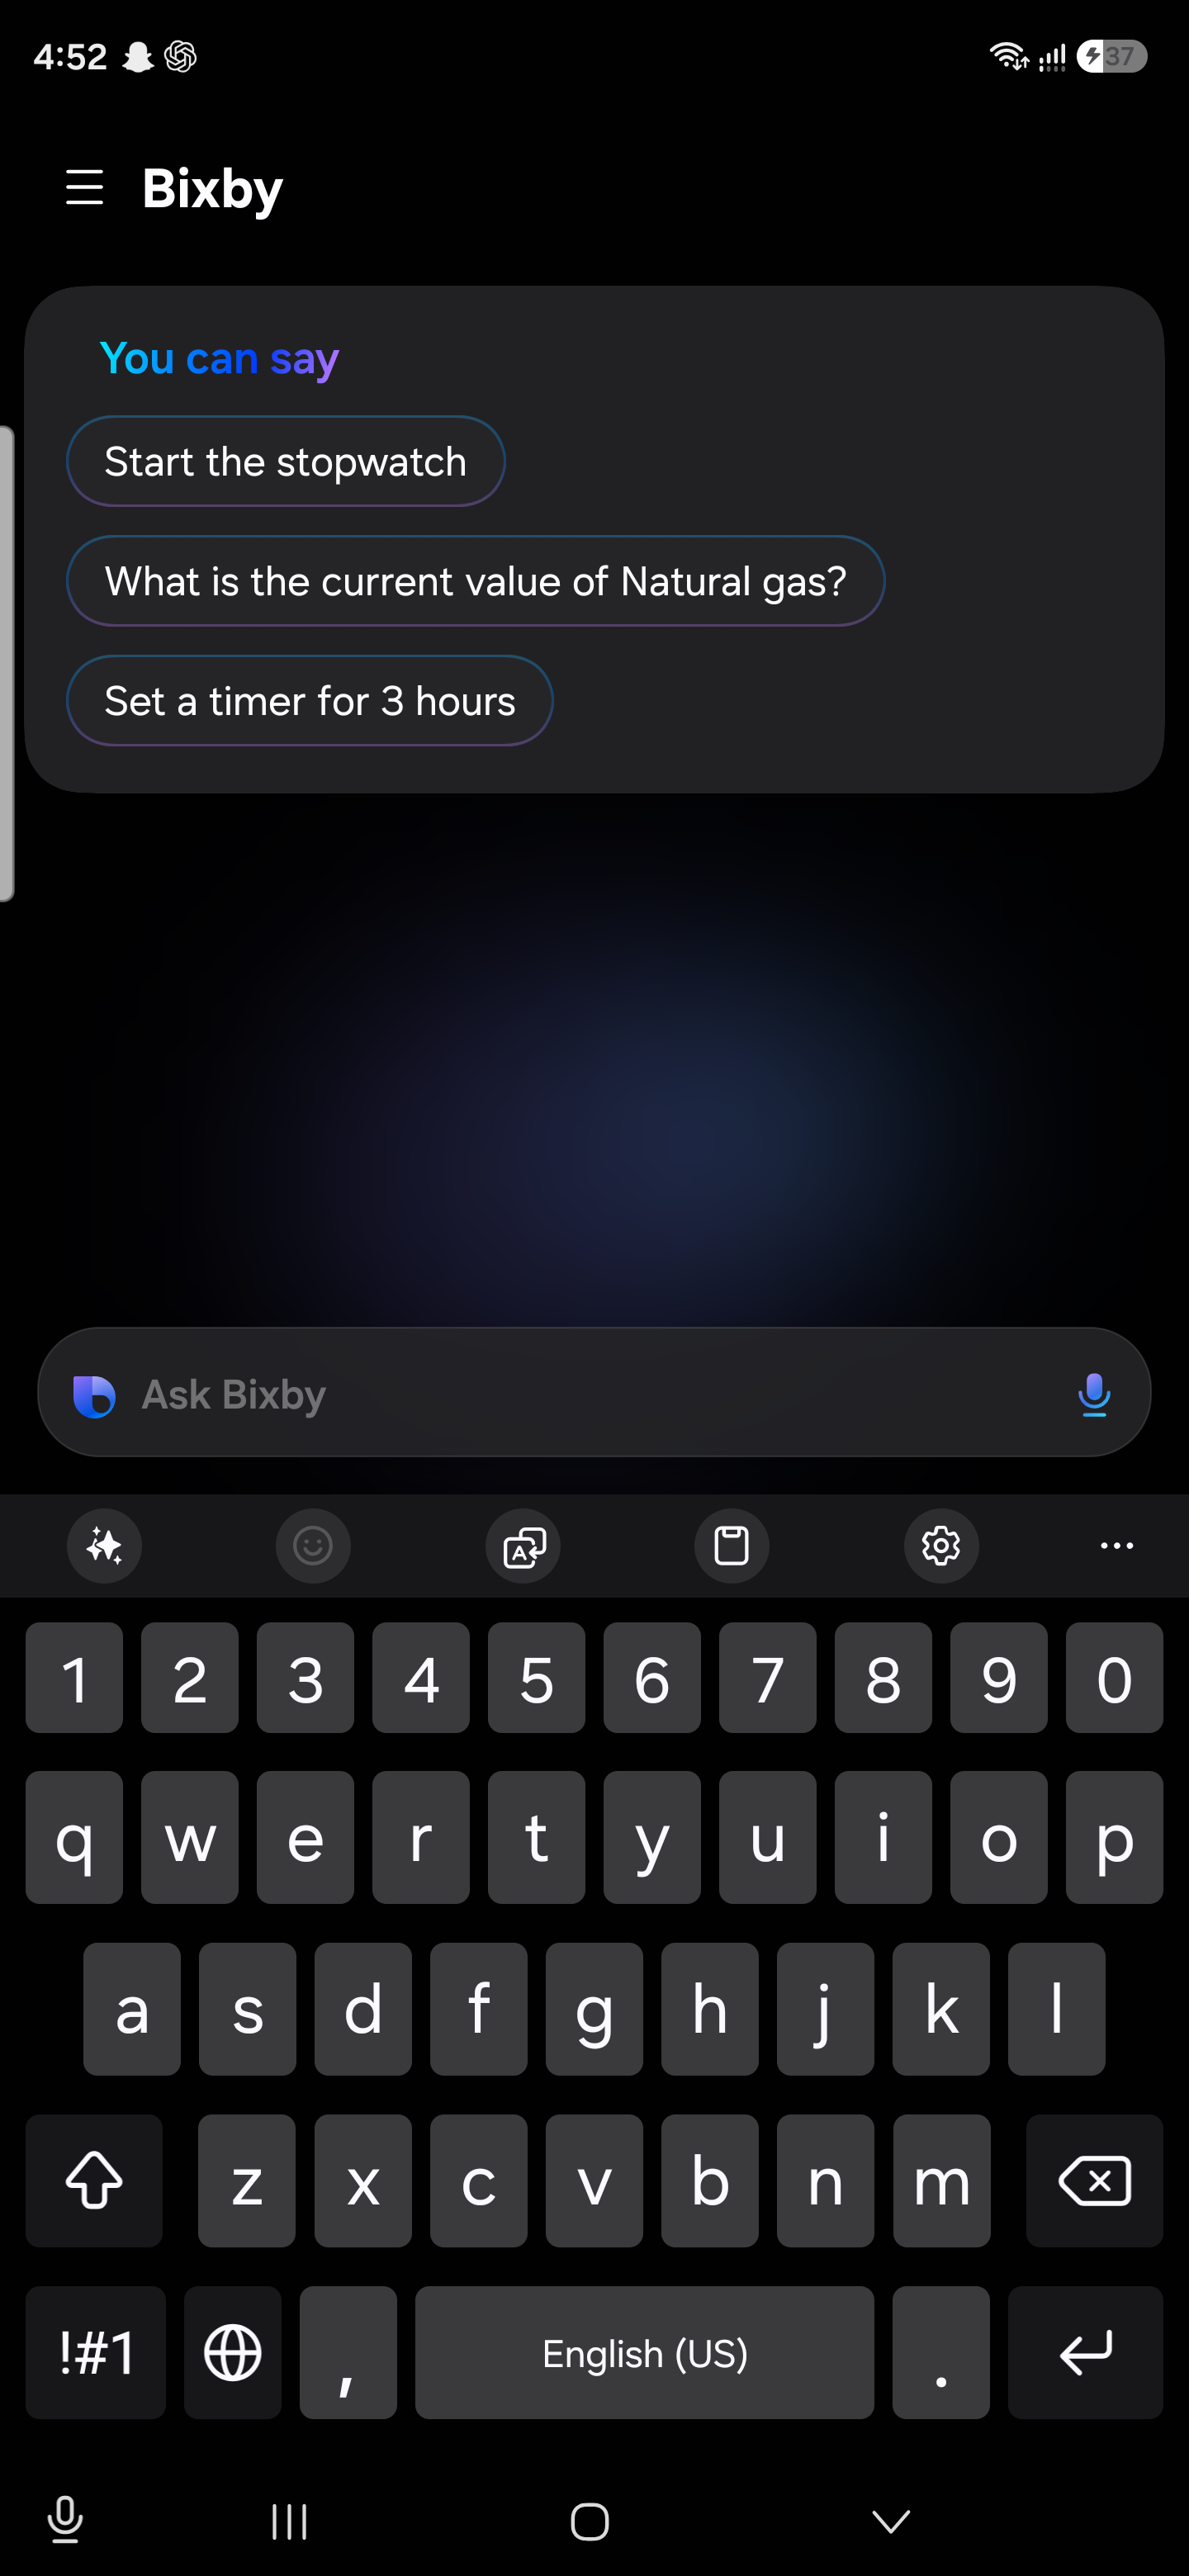 4:52 37
Bixby
You can say
Start the stopwatch
What is the current value of Natural gas?
Set a timer for 3 hours
Ask Bixby
A
1 2 3 4 5 6 7 8 9 0
q w e r t y u i o p
a s d f g h j k l
z x c v b n m
!#1 , English (US) .